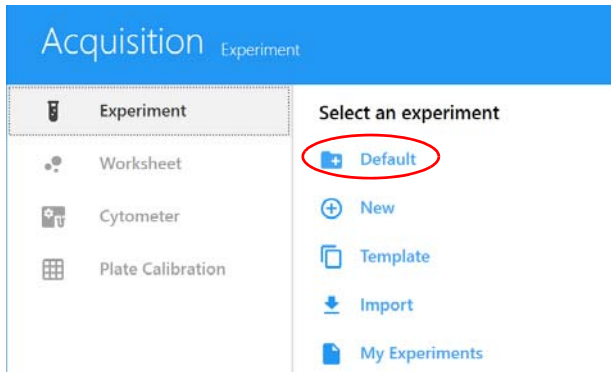 Acquisition Experiment
Experiment
Worksheet
Cytometer
Plate Calibration
Select an experiment
Default
New
Template
Import
My Experiments